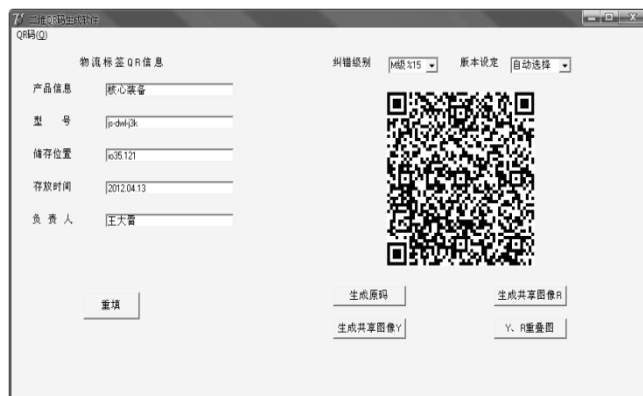 二维QR码生成软件
QR码(Q)
物流标签QR信息
纠错级别 M级%15 版本设定 自动选择
产品信息 核心装备
型 号 jc-dwl-j3k
储存位置 io35.121
存放时间 2012.04.13
负 责 人 王大雷
重填
生成原码 生成共享图像R
生成共享图像Y Y、R重叠图